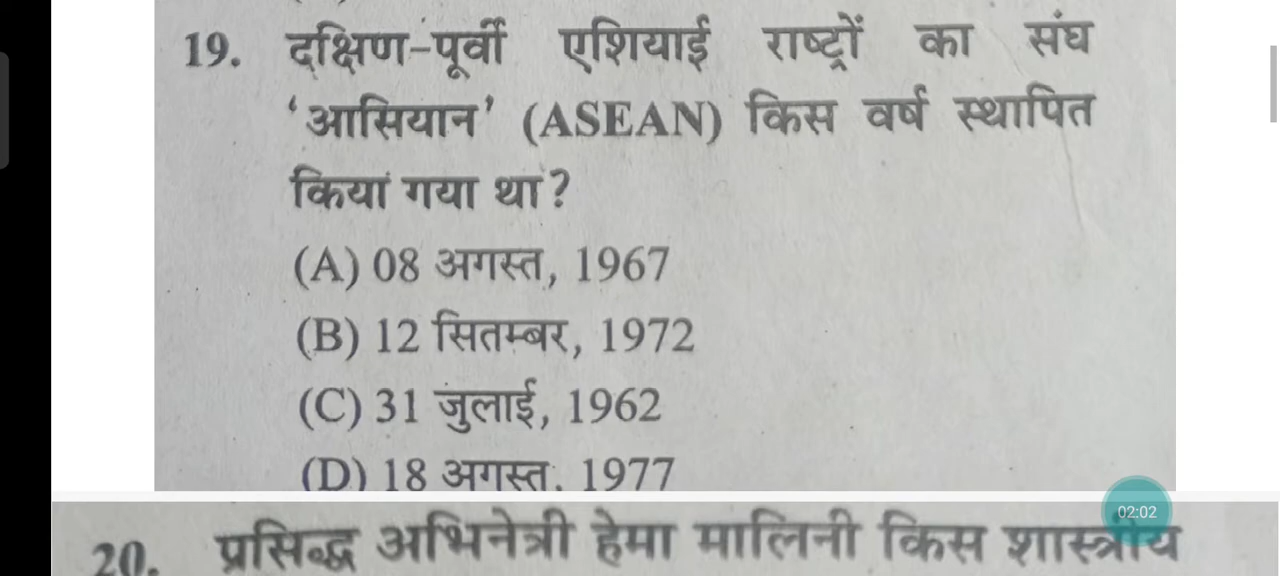 19. दक्षिण-पूर्वी एशियाई राष्ट्रों का संघ
'आसियान' (ASEAN) किस वर्ष स्थापित
किया गया था?
(A) 08 अगस्त, 1967
(B) 12 सितम्बर, 1972
(C) 31 जुलाई, 1962
(D) 18 अगस्त, 1977
02:02
20. प्रसिद्ध अभिनेत्री हेमा मालिनी किस शास्त्रीय